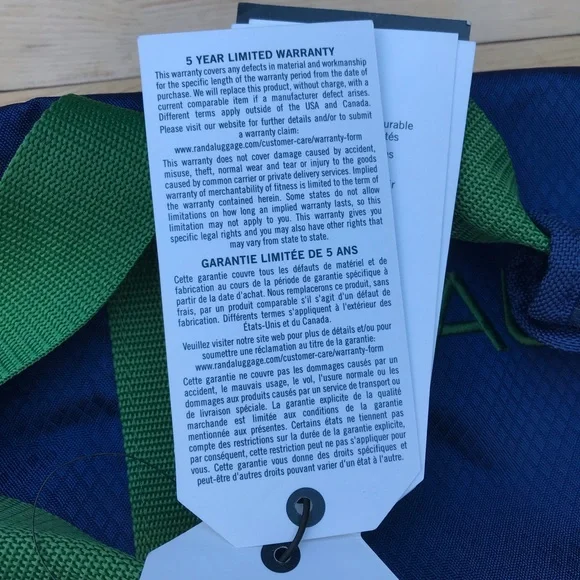 5 YEAR LIMITED WARRANTY
This warranty covers any defects in material and workmanship
for the specific length of the warranty period from the date of
purchase. We will replace this product, without charge, with a
current comparable item if a manufacturer defect arises.
Different terms apply outside of the USA and Canada.
Please visit our website for further details and/or to submit
a warranty claim:
www.randaluggage.com/customer-care/warranty-form
This warranty does not cover damage caused by accident,
misuse, theft, normal wear and tear or injury to the goods
caused by common carrier or private delivery services. Implied
warranty of merchantability of fitness is limited to the term of
the warranty contained herein. Some states do not allow
limitations on how long an implied warranty lasts, so this
limitation may not apply to you. This warranty gives you
specific legal rights and you may also have other rights that
may vary from state to state.
GARANTIE LIMITÉE DE 5 ANS
Cette garantie couvre tous les défauts de matériel et de
fabrication au cours de la période de garantie spécifique à
partir de la date d'achat. Nous remplacerons ce produit, sans
frais, par un produit comparable s'il s'agit d'un défaut de
fabrication. Différents termes s'appliquent à l'extérieur des
États-Unis et du Canada.
Veuillez visiter notre site web pour plus de détails et/ou pour
soumettre une réclamation au titre de la garantie:
www.randaluggage.com/customer-care/warranty-form
Cette garantie ne couvre pas les dommages causés par un
accident, le mauvais usage, le vol, l'usure normale ou les
dommages aux produits causés par un service de transport ou
de livraison spéciale. La garantie explicite de la qualité
marchande est limitée aux conditions de la garantie
mentionnée aux présentes. Certains états ne tiennent pas
compte des restrictions sur la durée de la garantie explicite,
par conséquent, cette restriction peut ne pas s'appliquer pour
vous. Cette garantie vous donne des droits spécifiques et
peut-être d'autres droits pouvant varier d'un état à l'autre.